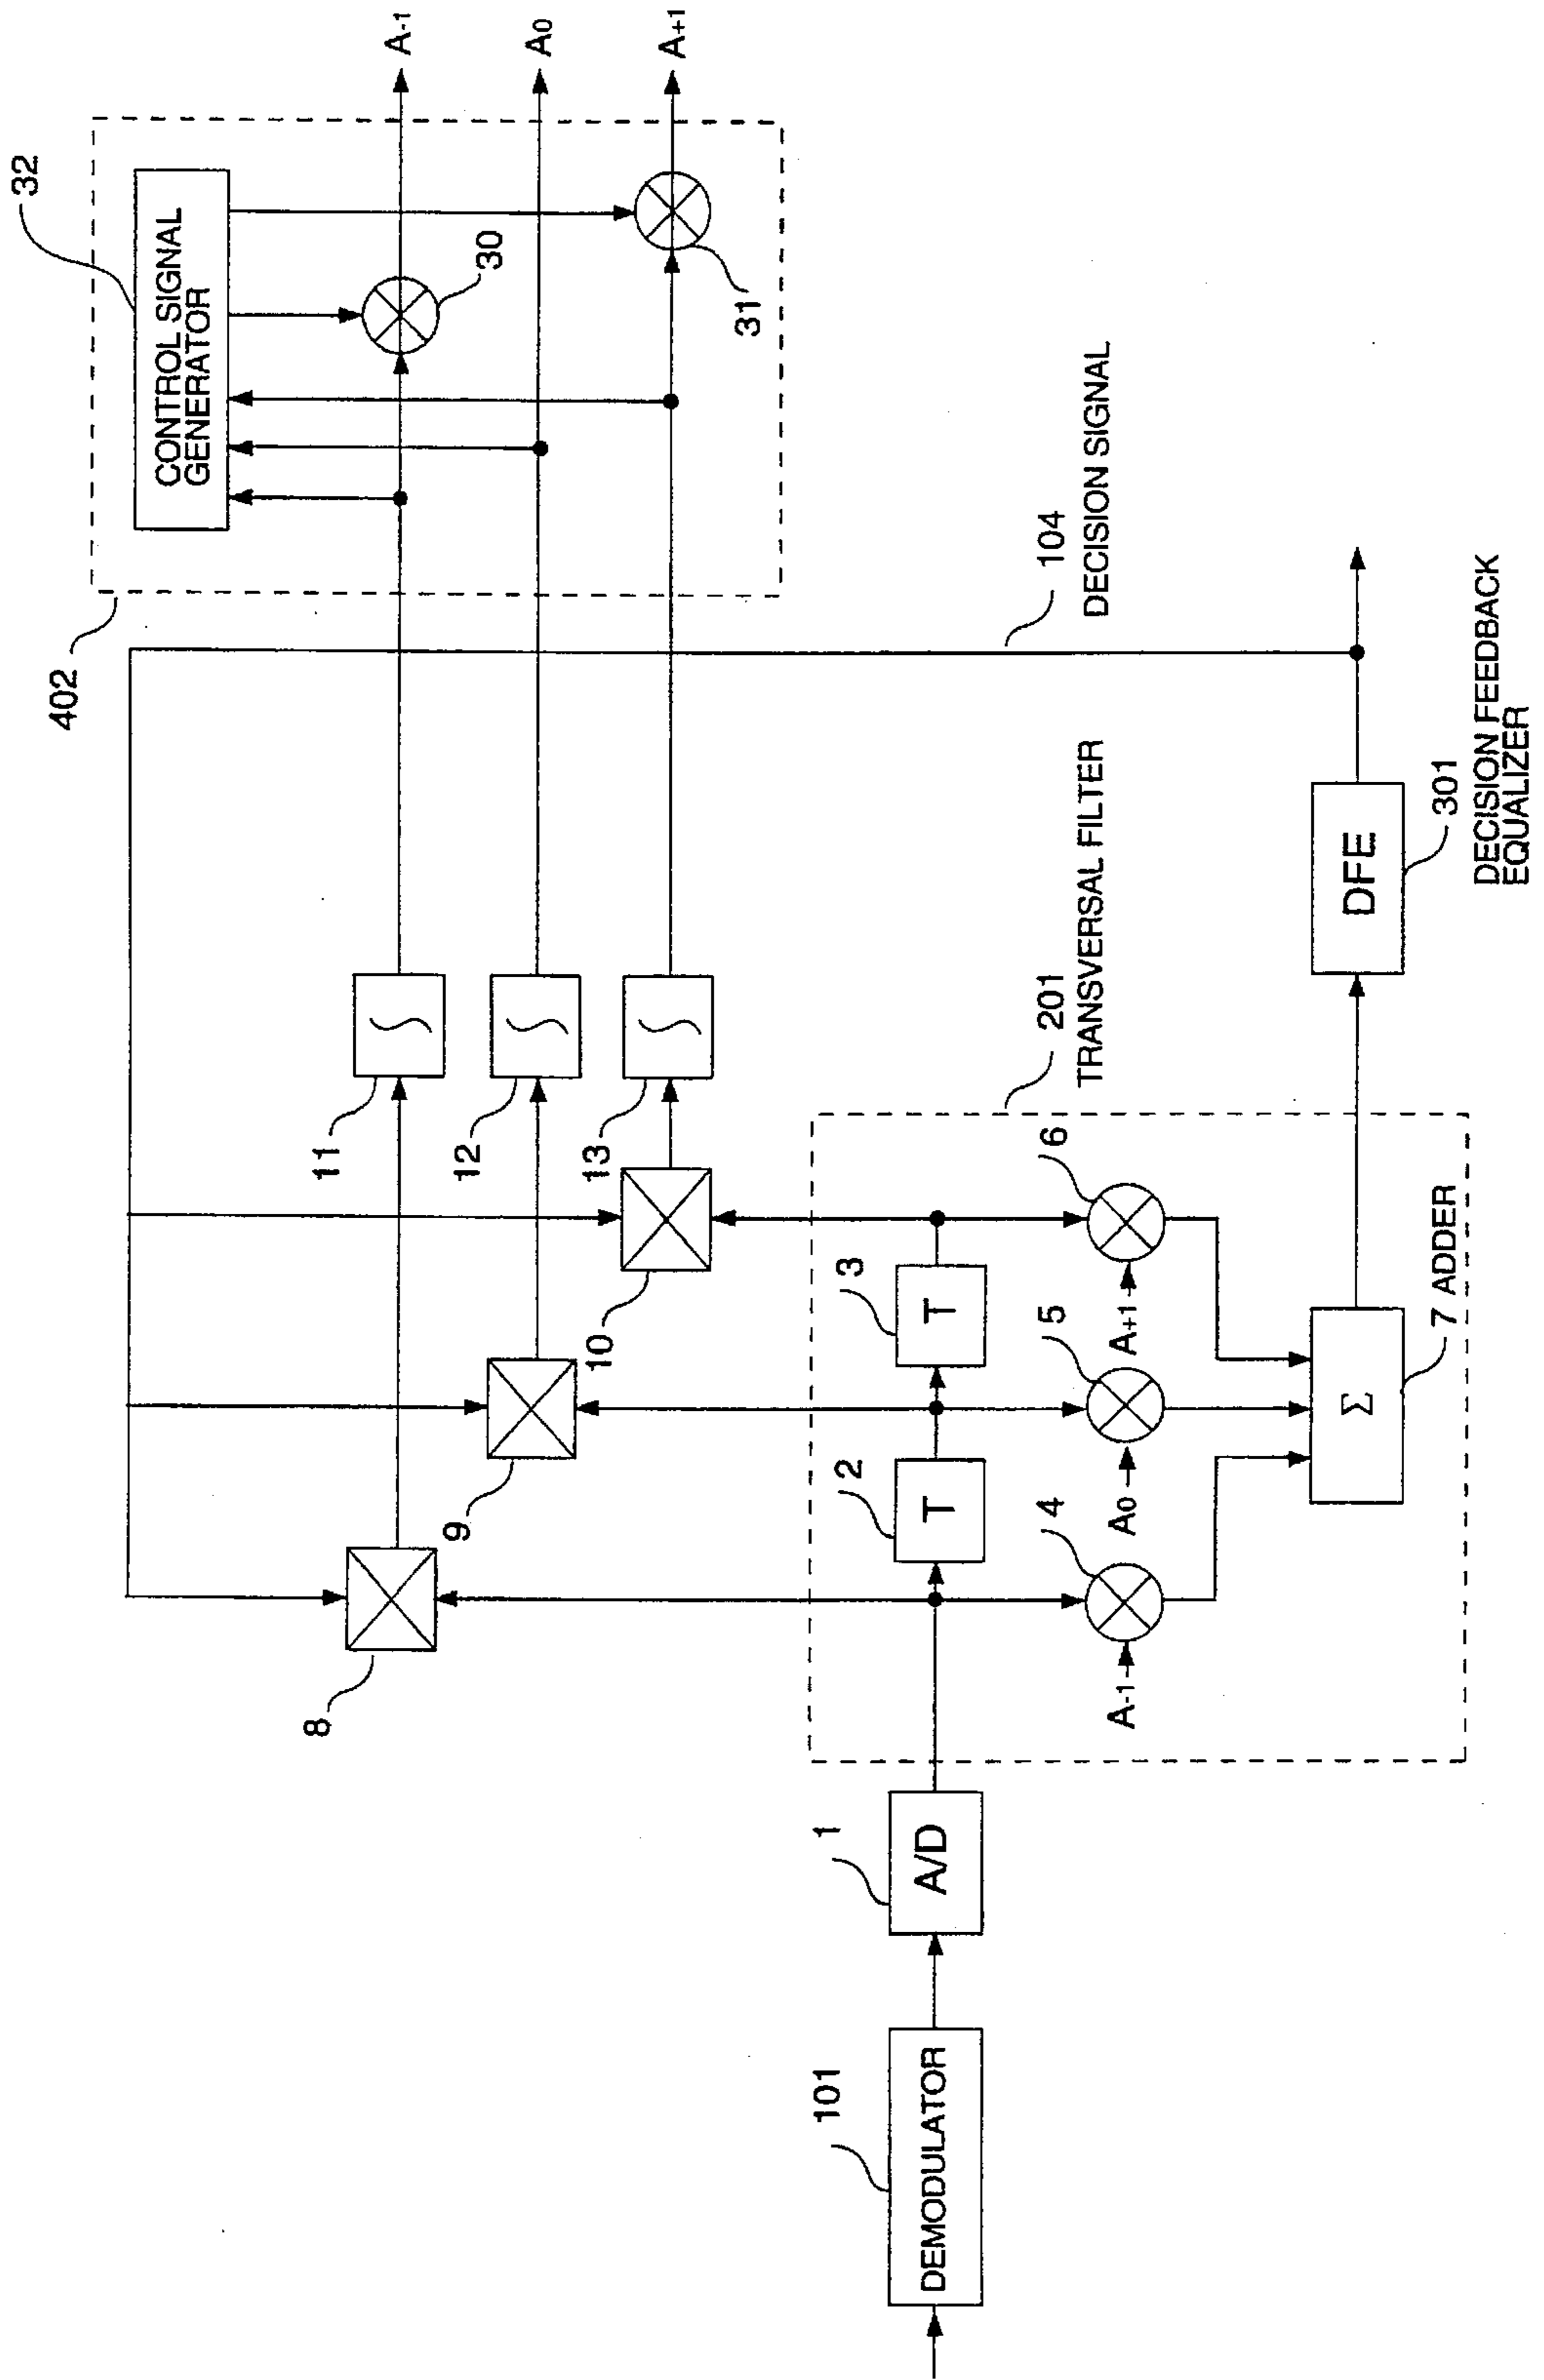 32
CONTROL SIGNAL
GENERATOR
402
30
31
A-1
A0
A+1
11
12
13
8
9
10
104
DECISION SIGNAL
201
TRANSVERSAL FILTER
101
DEMODULATOR
1
A/D
2
T
3
T
A-1
4
A0
5
A+1
6
Σ
7 ADDER
DFE
301
DECISION FEEDBACK
EQUALIZER